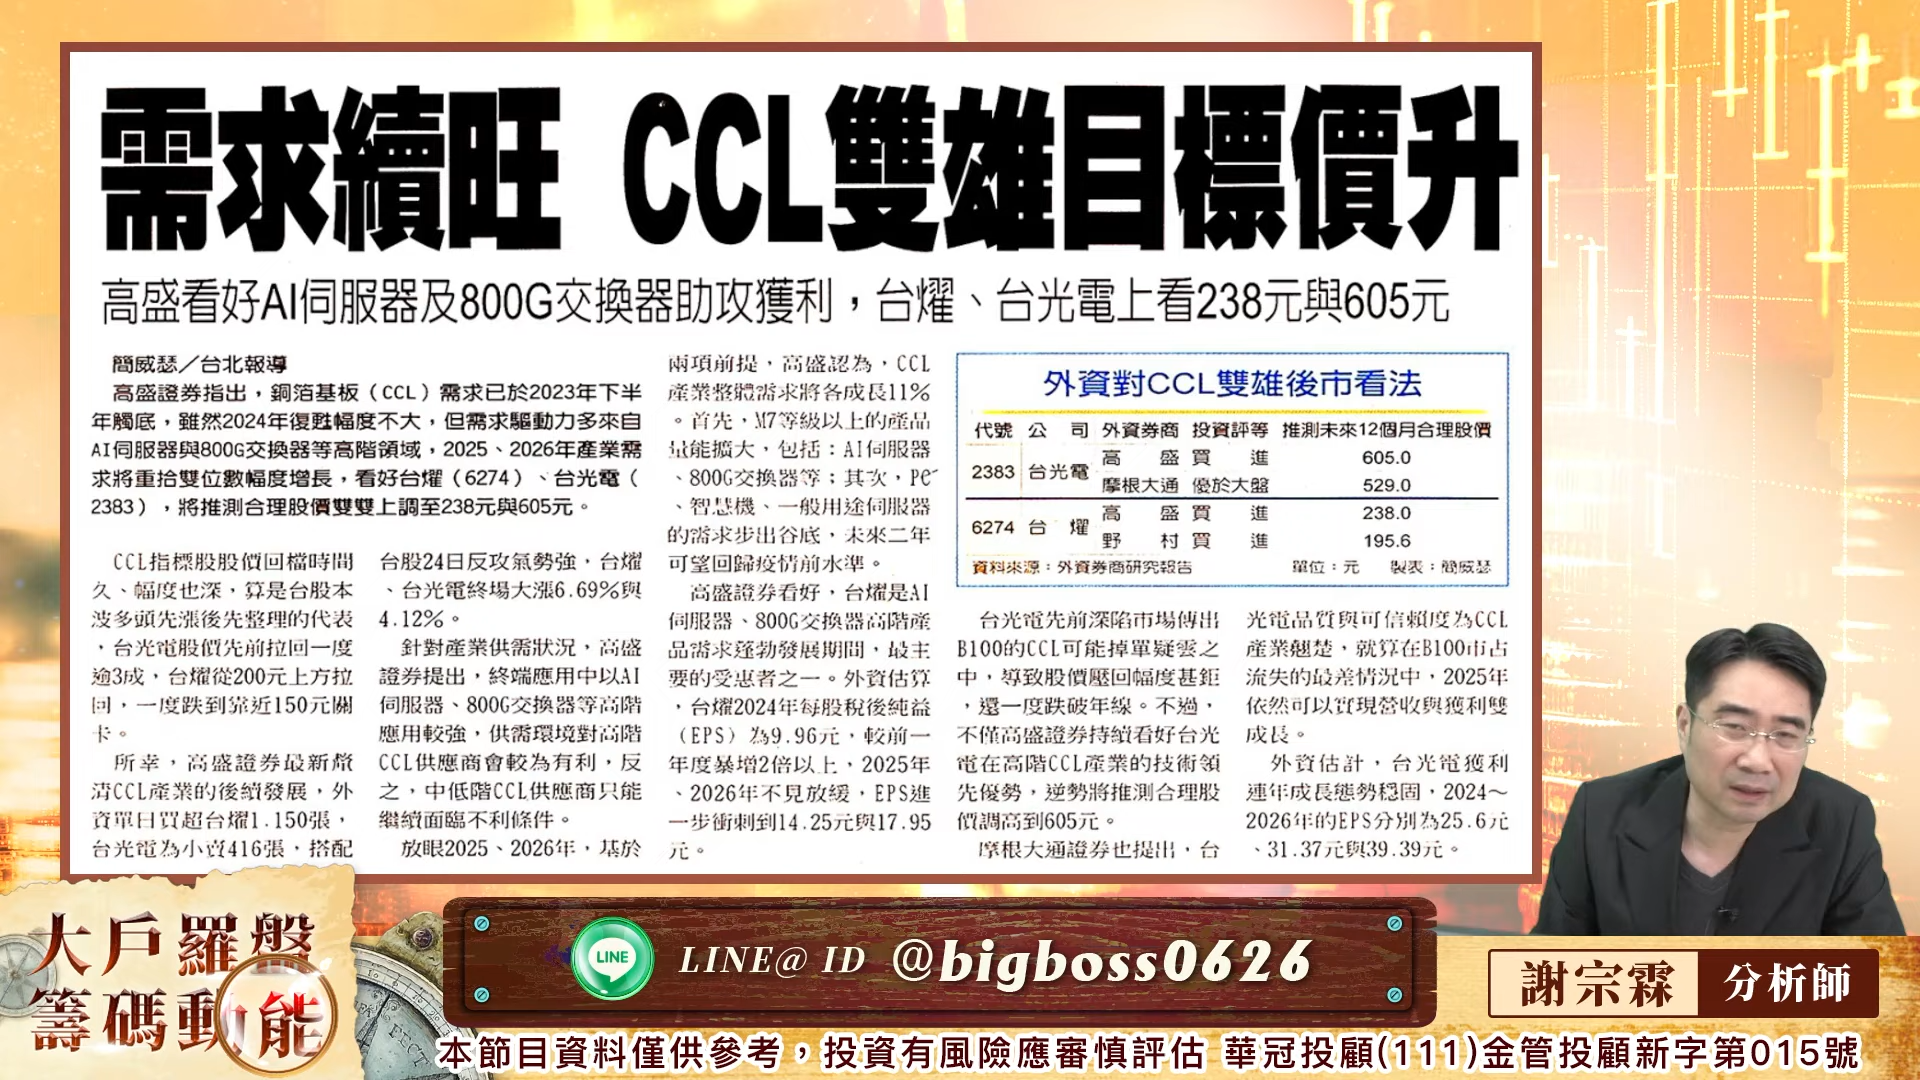 需求續旺 CCL雙雄目標價升
高盛看好AI伺服器及800G交換器助攻獲利，台燿、台光電上看238元與605元
簡威瑟／台北報導
高盛證券指出，銅箔基板（CCL）需求已於2023年下半
年觸底，雖然2024年復甦幅度不大，但需求驅動力多來自
AI伺服器與800G交換器等高階領域，2025、2026年產業需
求將重拾雙位數幅度增長，看好台燿（6274）、台光電（
2383），將推測合理股價雙雙上調至238元與605元。
CCL指標股股價回檔時間
久、幅度也深，算是台股本
波多頭先漲後先整理的代表
，台光電股價先前拉回一度
逾3成，台燿從200元上方拉
回，一度跌到靠近150元關
卡。
所幸，高盛證券最新釐
清CCL產業的後續發展，外
資單日買超台燿1,150張，
台光電為小賣416張，搭配
台股24日反攻氣勢強，台燿
、台光電終場大漲6.69%與
4.12%。
針對產業供需狀況，高盛
證券提出，終端應用中以AI
伺服器、800G交換器等高階
應用較強，供需環境對高階
CCL供應商會較為有利，反
之，中低階CCL供應商只能
繼續面臨不利條件。
放眼2025、2026年，基於
兩項前提，高盛認為，CCL
產業整體需求將各成長11%
。首先，M7等級以上的產品
量能擴大，包括：AI伺服器
、800G交換器等；其次，PC
、智慧機、一般用途伺服器
的需求步出谷底，未來二年
可望回歸疫情前水準。
高盛證券看好，台燿是AI
伺服器、800G交換器高階產
品需求蓬勃發展期間，最主
要的受惠者之一。外資估算
，台燿2024年每股稅後純益
（EPS）為9.96元，較前一
年度暴增2倍以上，2025年
、2026年不見放緩，EPS進
一步衝刺到14.25元與17.95
元。
外資對CCL雙雄後市看法
代號 公司 外資券商 投資評等 推測未來12個月合理股價
2383 台光電 高盛 買進 605.0
摩根大通 優於大盤 529.0
6274 台燿 高盛 買進 238.0
野村 買進 195.6
資料來源：外資券商研究報告 單位：元 製表：簡威瑟
台光電先前深陷市場傳出
B100的CCL可能掉單疑雲之
中，導致股價壓回幅度甚鉅
，還一度跌破年線。不過，
不僅高盛證券持續看好台光
電在高階CCL產業的技術領
先優勢，逆勢將推測合理股
價調高到605元。
摩根大通證券也提出，台
光電品質與可信賴度為CCL
產業翹楚，就算在B100市占
流失的最差情況中，2025年
依然可以實現營收與獲利雙
成長。
外資估計，台光電獲利
連年成長態勢穩固，2024～
2026年的EPS分別為25.6元
、31.37元與39.39元。
大戶羅盤
籌碼動能
LINE
LINE@ ID @bigboss0626
謝宗霖 分析師
本節目資料僅供參考，投資有風險應審慎評估 華冠投顧(111)金管投顧新字第015號